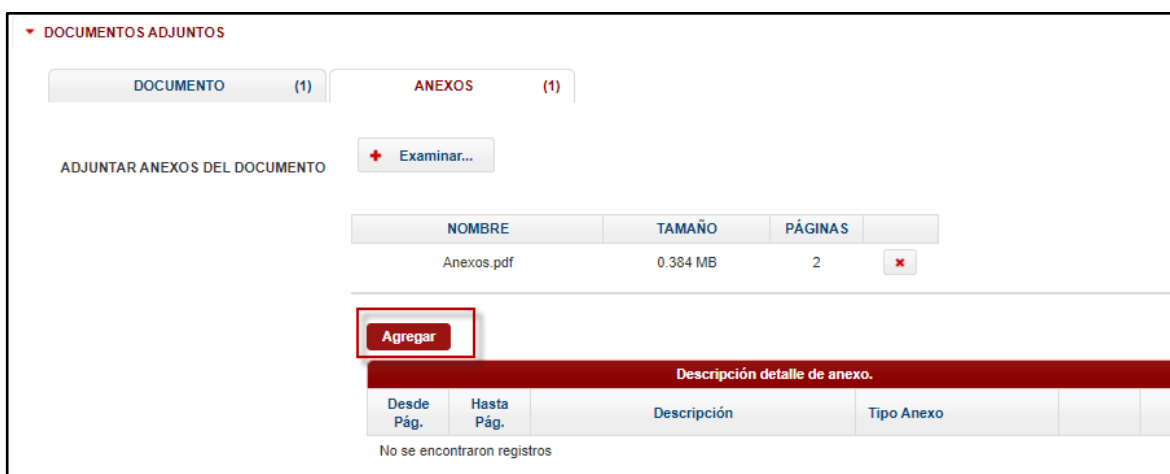 DOCUMENTOS ADJUNTOS
DOCUMENTO (1) ANEXOS (1)
ADJUNTAR ANEXOS DEL DOCUMENTO Examinar...
NOMBRE TAMAÑO PÁGINAS
Anexos.pdf 0.384 MB 2
Agregar
Descripción detalle de anexo.
Desde Pág. Hasta Pág. Descripción Tipo Anexo
No se encontraron registros